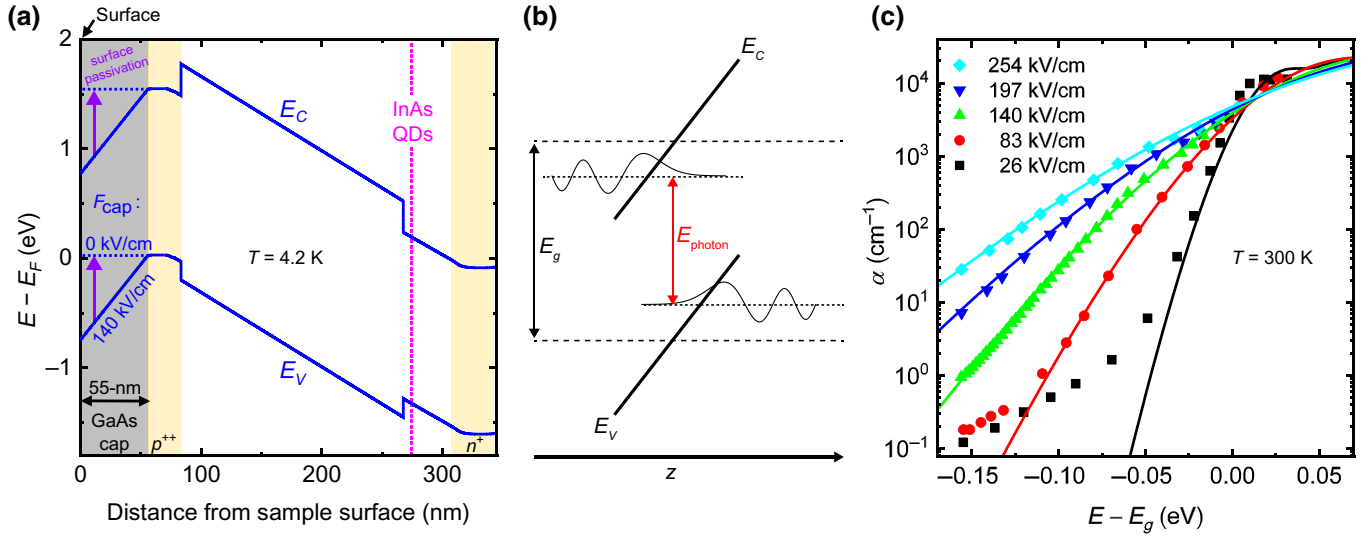 (a)
Surface
surface
passivation
E_C
InAs
QDs
F_cap :
0 kV/cm
140 kV/cm
T = 4.2 K
E_V
55-nm
GaAs
cap
p⁺⁺
n⁺
2
1
0
−1
E − E_F (eV)
0
100
200
300
Distance from sample surface (nm)
(b)
E_C
E_g
E_photon
E_V
z
(c)
254 kV/cm
197 kV/cm
140 kV/cm
83 kV/cm
26 kV/cm
T = 300 K
10⁴
10³
10²
10¹
10⁰
10⁻¹
α (cm⁻¹)
−0.15
−0.10
−0.05
0.00
0.05
E − E_g (eV)